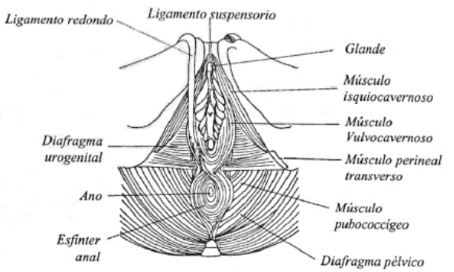 Ligamento suspensorio
Ligamento redondo
Glande
Músculo
isquiocavernoso
Músculo
Vulvocavernoso
Diafragma
urogenital
Músculo perineal
transverso
Ano
Músculo
pubococcígeo
Esfínter
anal
Diafragma pélvico